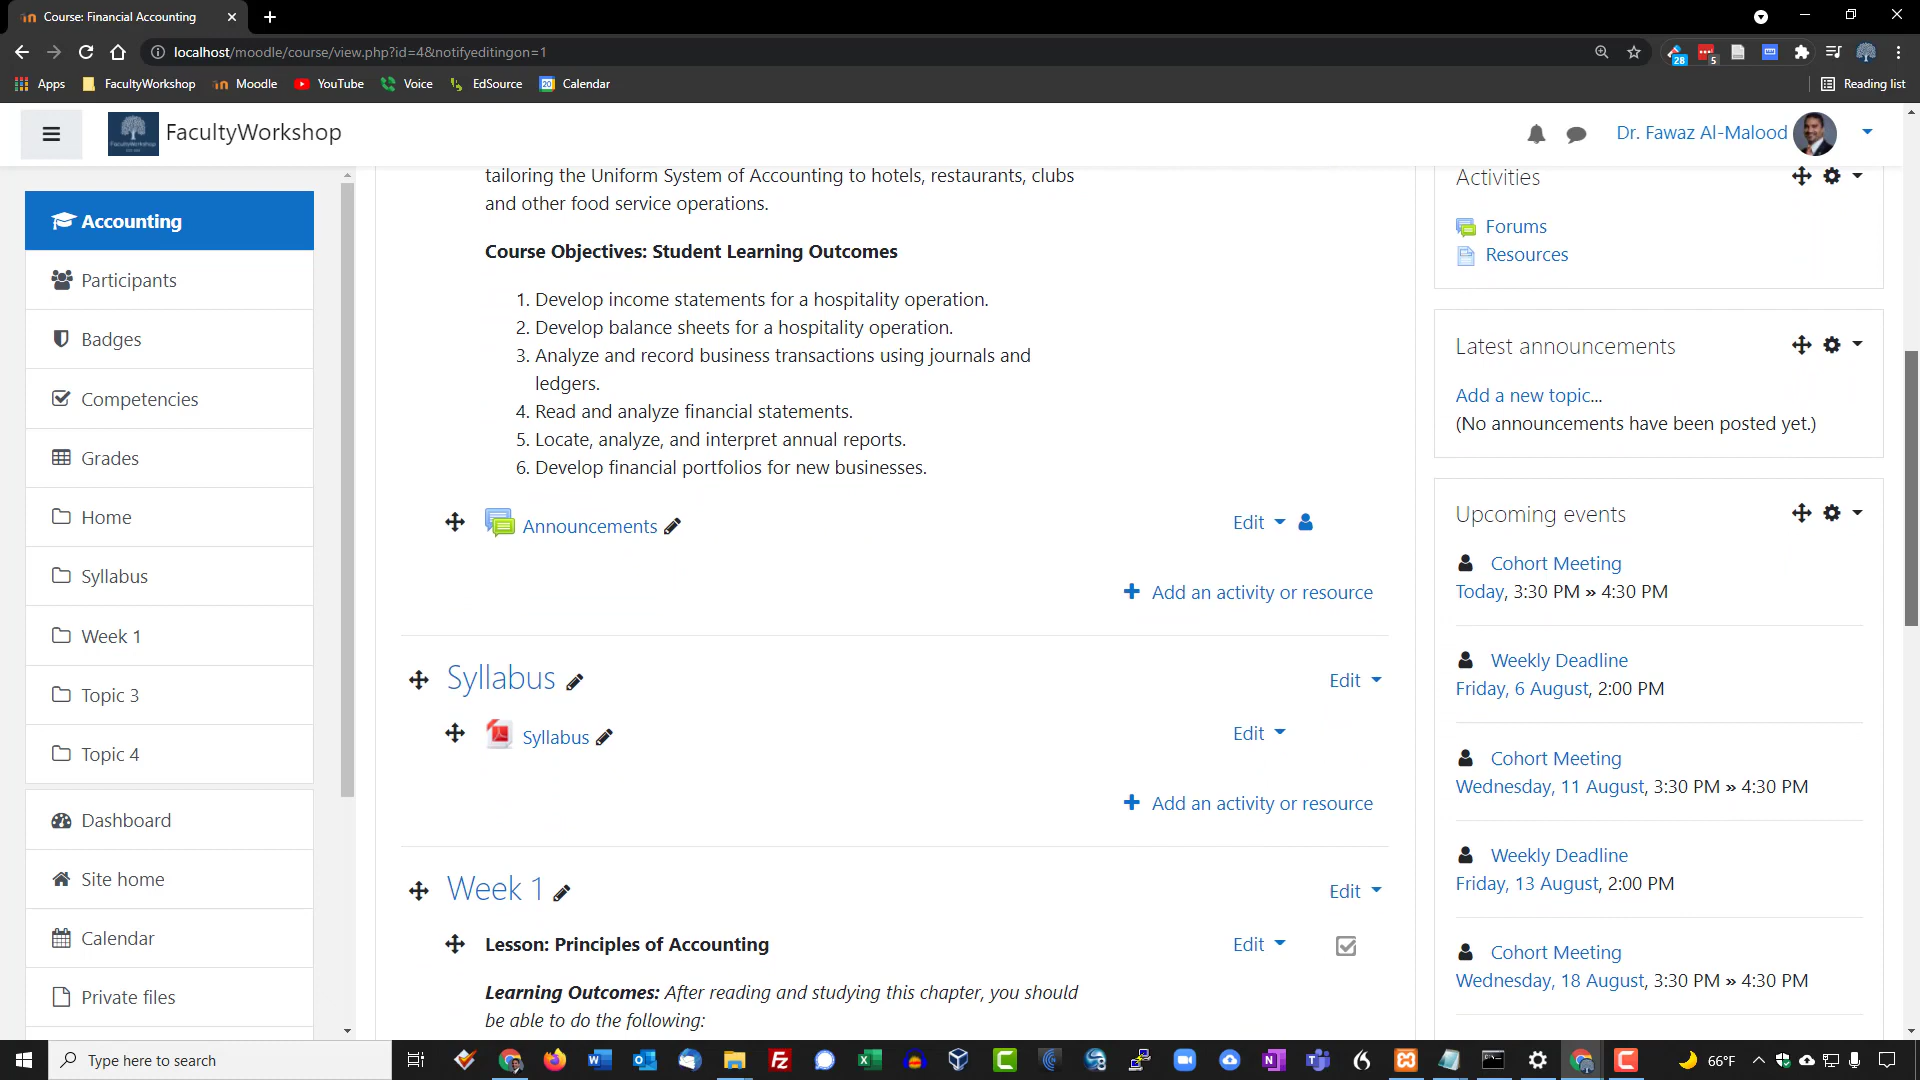 Course: Financial Accounting
localhost/moodle/course/view.php?id=4&notifyeditingon=1
28
5
Apps
FacultyWorkshop
Moodle
YouTube
Voice
EdSource
20
Calendar
Reading list
FacultyWorkshop
Dr. Fawaz Al-Malood
Accounting
Participants
Badges
Competencies
Grades
Home
Syllabus
Week 1
Topic 3
Topic 4
Dashboard
Site home
Calendar
Private files
tailoring the Uniform System of Accounting to hotels, restaurants, clubs
and other food service operations.
Course Objectives: Student Learning Outcomes
1. Develop income statements for a hospitality operation.
2. Develop balance sheets for a hospitality operation.
3. Analyze and record business transactions using journals and
ledgers.
4. Read and analyze financial statements.
5. Locate, analyze, and interpret annual reports.
6. Develop financial portfolios for new businesses.
Announcements
Edit
Add an activity or resource
Syllabus
Edit
Syllabus
Edit
Add an activity or resource
Week 1
Edit
Lesson: Principles of Accounting
Edit
Learning Outcomes: After reading and studying this chapter, you should
be able to do the following:
Activities
Forums
Resources
Latest announcements
Add a new topic...
(No announcements have been posted yet.)
Upcoming events
Cohort Meeting
Today, 3:30 PM » 4:30 PM
Weekly Deadline
Friday, 6 August, 2:00 PM
Cohort Meeting
Wednesday, 11 August, 3:30 PM » 4:30 PM
Weekly Deadline
Friday, 13 August, 2:00 PM
Cohort Meeting
Wednesday, 18 August, 3:30 PM » 4:30 PM
Type here to search
66°F